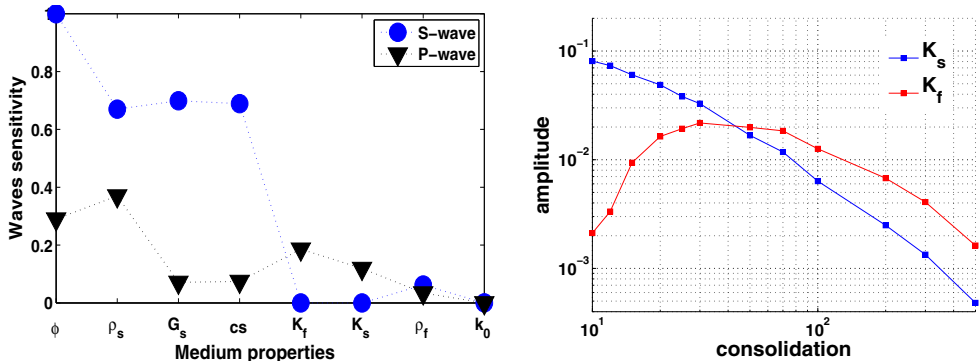 Waves sensitivity
0.8
0.6
0.4
0.2
0
S-wave
P-wave
ϕ ρs Gs cs Kf Ks ρf k0
Medium properties
amplitude
10^-1
10^-2
10^-3
Ks
Kf
10^1 10^2
consolidation